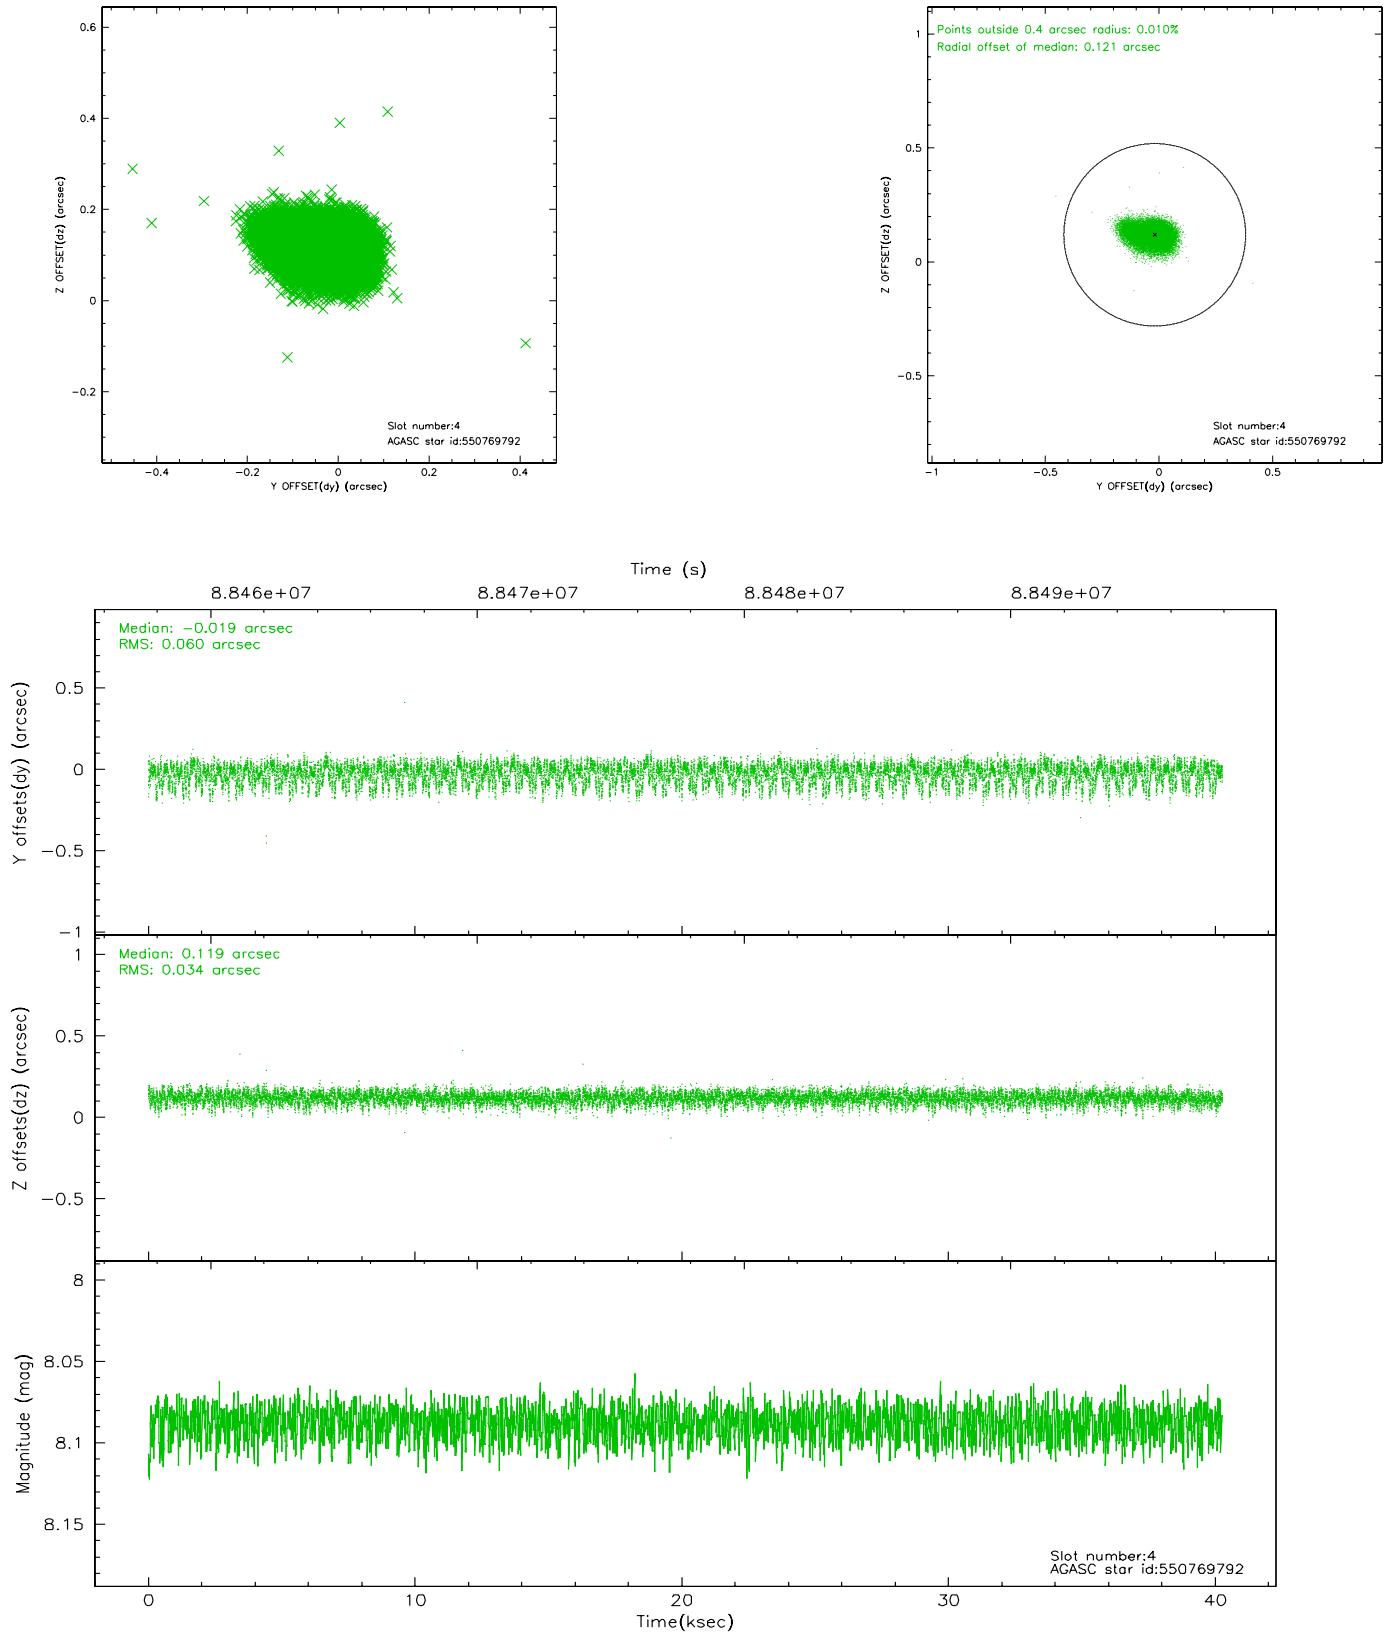 0.6
0.4
0.2
0
−0.2
Z OFFSET(dz) (arcsec)
Slot number:4
AGASC star id:550769792
−0.4
−0.2
0
0.2
0.4
Y OFFSET(dy) (arcsec)
Points outside 0.4 arcsec radius: 0.010%
Radial offset of median: 0.121 arcsec
1
0.5
0
−0.5
Z OFFSET(dz) (arcsec)
Slot number:4
AGASC star id:550769792
−1
−0.5
0
0.5
Y OFFSET(dy) (arcsec)
Time (s)
8.846e+07
8.847e+07
8.848e+07
8.849e+07
Median: −0.019 arcsec
RMS: 0.060 arcsec
0.5
0
−0.5
−1
Y offsets(dy) (arcsec)
Median: 0.119 arcsec
RMS: 0.034 arcsec
1
0.5
0
−0.5
Z offsets(dz) (arcsec)
8
8.05
8.1
8.15
Magnitude (mag)
Slot number:4
AGASC star id:550769792
0
10
20
30
40
Time(ksec)